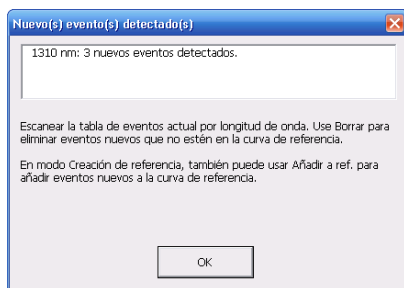 Nuevo(s) evento(s) detectado(s)
1310 nm: 3 nuevos eventos detectados.
Escanear la tabla de eventos actual por longitud de onda. Use Borrar para
eliminar eventos nuevos que no estén en la curva de referencia.
En modo Creación de referencia, también puede usar Añadir a ref. para
añadir eventos nuevos a la curva de referencia.
OK